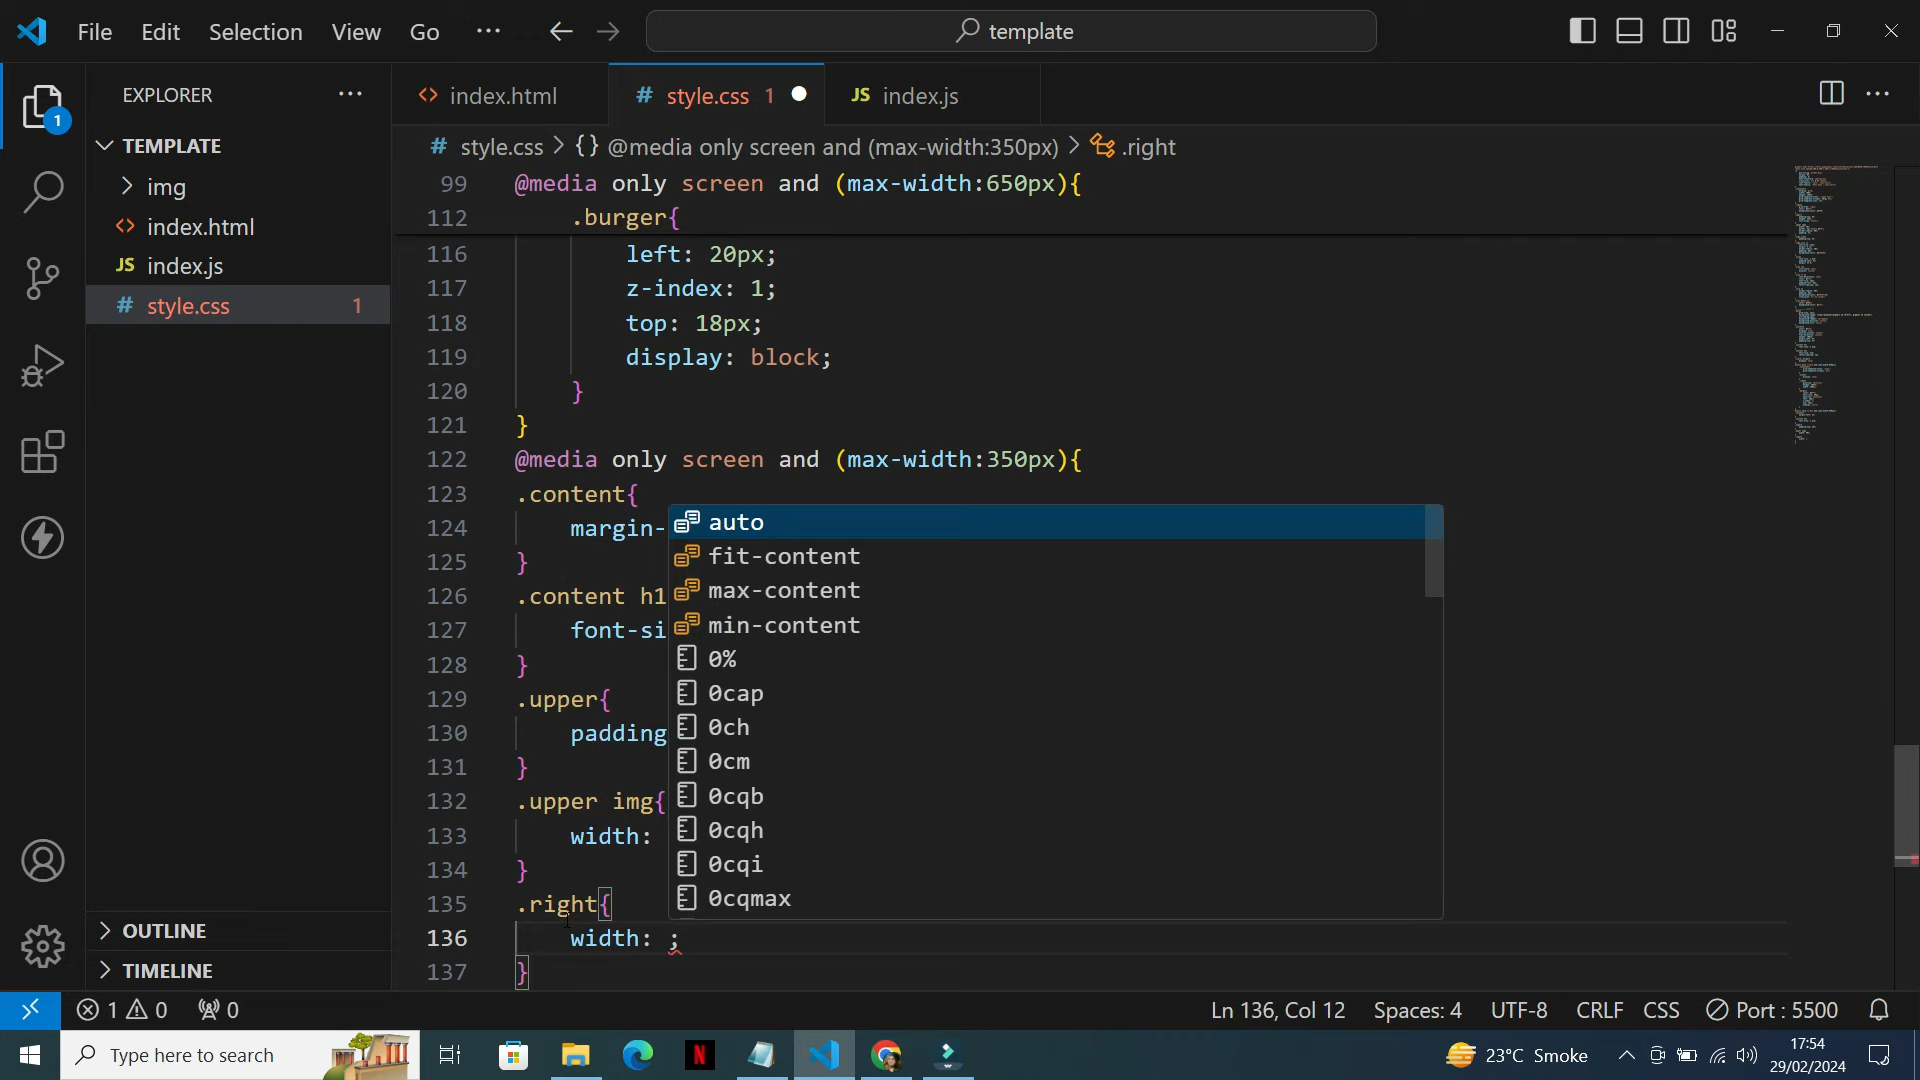 File Edit Selection View Go ··· template
EXPLORER ···
TEMPLATE
img
<> index.html
JS index.js
# style.css 1
OUTLINE
TIMELINE
1
<> index.html
# style.css 1
JS index.js
# style.css > {} @media only screen and (max-width:350px) > .right
99 @media only screen and (max-width:650px){
112 .burger{
116 left: 20px;
117 z-index: 1;
118 top: 18px;
119 display: block;
120 }
121 }
122 @media only screen and (max-width:350px){
123 .content{
124 margin-
125 }
126 .content h1
127 font-si
128 }
129 .upper{
130 padding
131 }
132 .upper img{
133 width:
134 }
135 .right{
136 width: ;
137 }
auto
fit-content
max-content
min-content
0%
0cap
0ch
0cm
0cqb
0cqh
0cqi
0cqmax
1 0 0 Ln 136, Col 12 Spaces: 4 UTF-8 CRLF CSS Port : 5500
Type here to search
N
23°C Smoke
17:54
29/02/2024